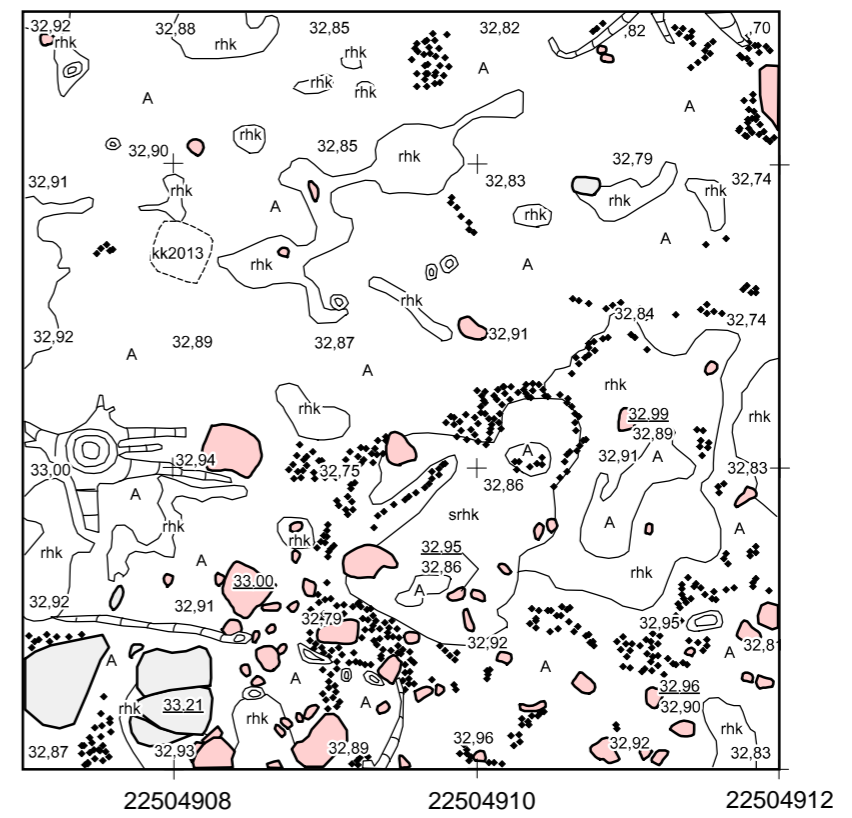 32,92 32,88 32,85 32,82 ,82 ,70
rhk rhk rhk
rhk rhk A
A A
rhk
32,90 32,85 rhk 32,79
32,91 rhk 32,83 rhk rhk 32,74
A rhk
kk2013 rhk A A
rhk
32,84
32,92 32,89 32,87 32,91 32,74
A A
rhk
rhk 32.99 rhk
32,89
33,00 32,94 32,75 A 32,91 A 32,83
A 32,86
rhk srhk A A
rhk rhk 32.95
A 33.00 32,86 rhk
32,92 32,91 A
32,79 32,95
32,92 32,81
A A A A
33.21 A 32.96
rhk rhk 32,90
rhk
32,87 32,93 32,89 32,96 32,92 32,83
22504908 22504910 22504912